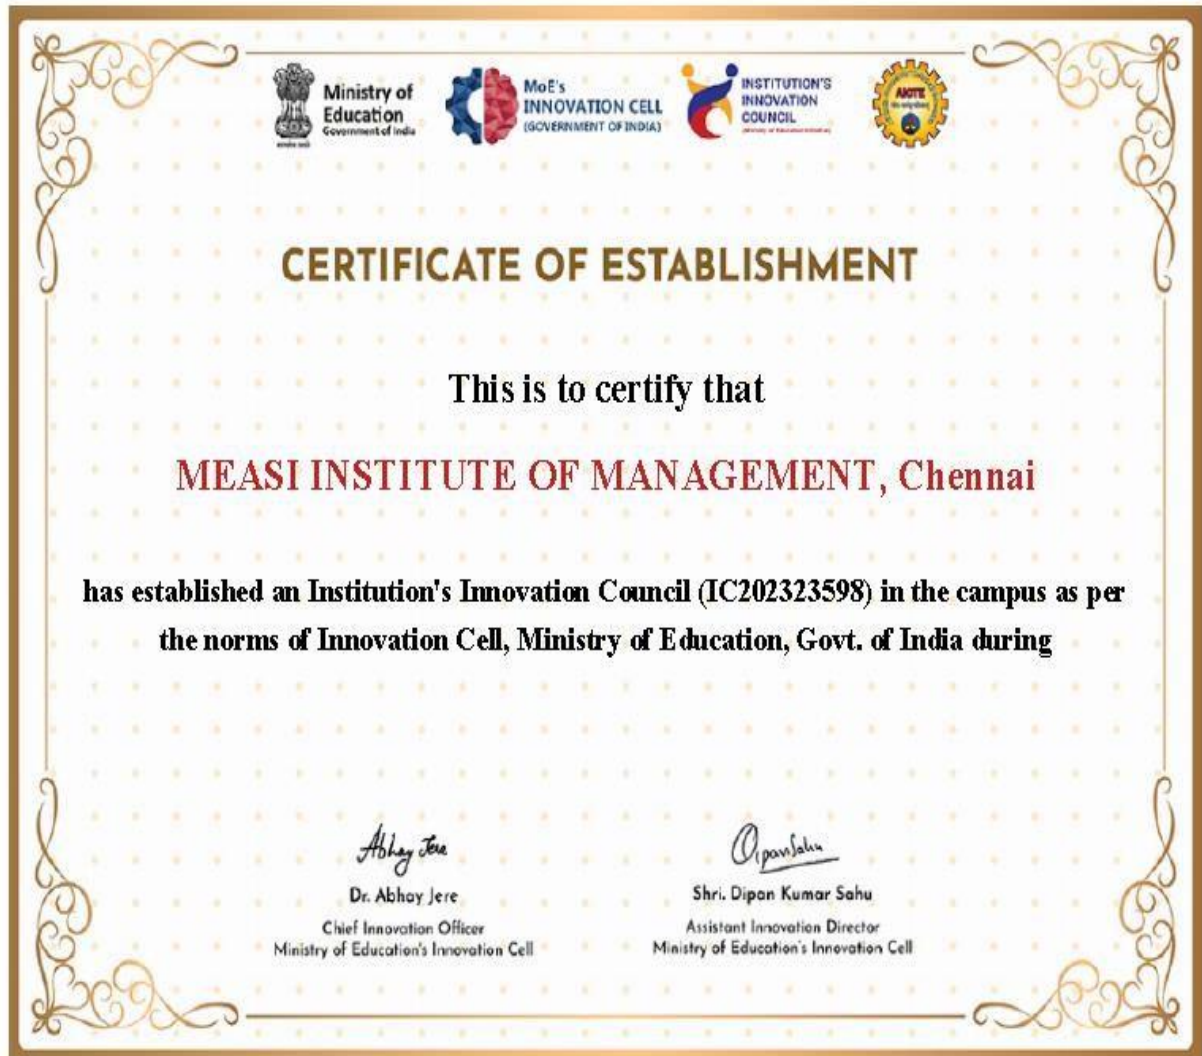 Ministry of
Education
Government of India
MoE's
INNOVATION CELL
(GOVERNMENT OF INDIA)
INSTITUTION'S
INNOVATION
COUNCIL
AICTE
CERTIFICATE OF ESTABLISHMENT
This is to certify that
MEASI INSTITUTE OF MANAGEMENT, Chennai
has established an Institution's Innovation Council (IC202323598) in the campus as per
the norms of Innovation Cell, Ministry of Education, Govt. of India during
Abhay Jere
Dipan Sahu
Dr. Abhay Jere
Shri. Dipan Kumar Sahu
Chief Innovation Officer
Assistant Innovation Director
Ministry of Education's Innovation Cell
Ministry of Education's Innovation Cell